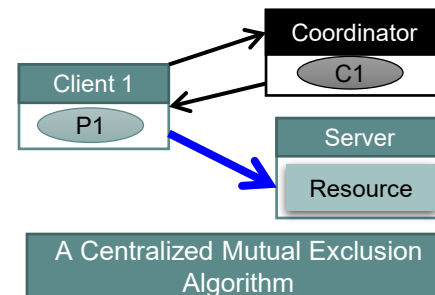 Coordinator
C1
Client 1
P1
Server
Resource
A Centralized Mutual Exclusion
Algorithm